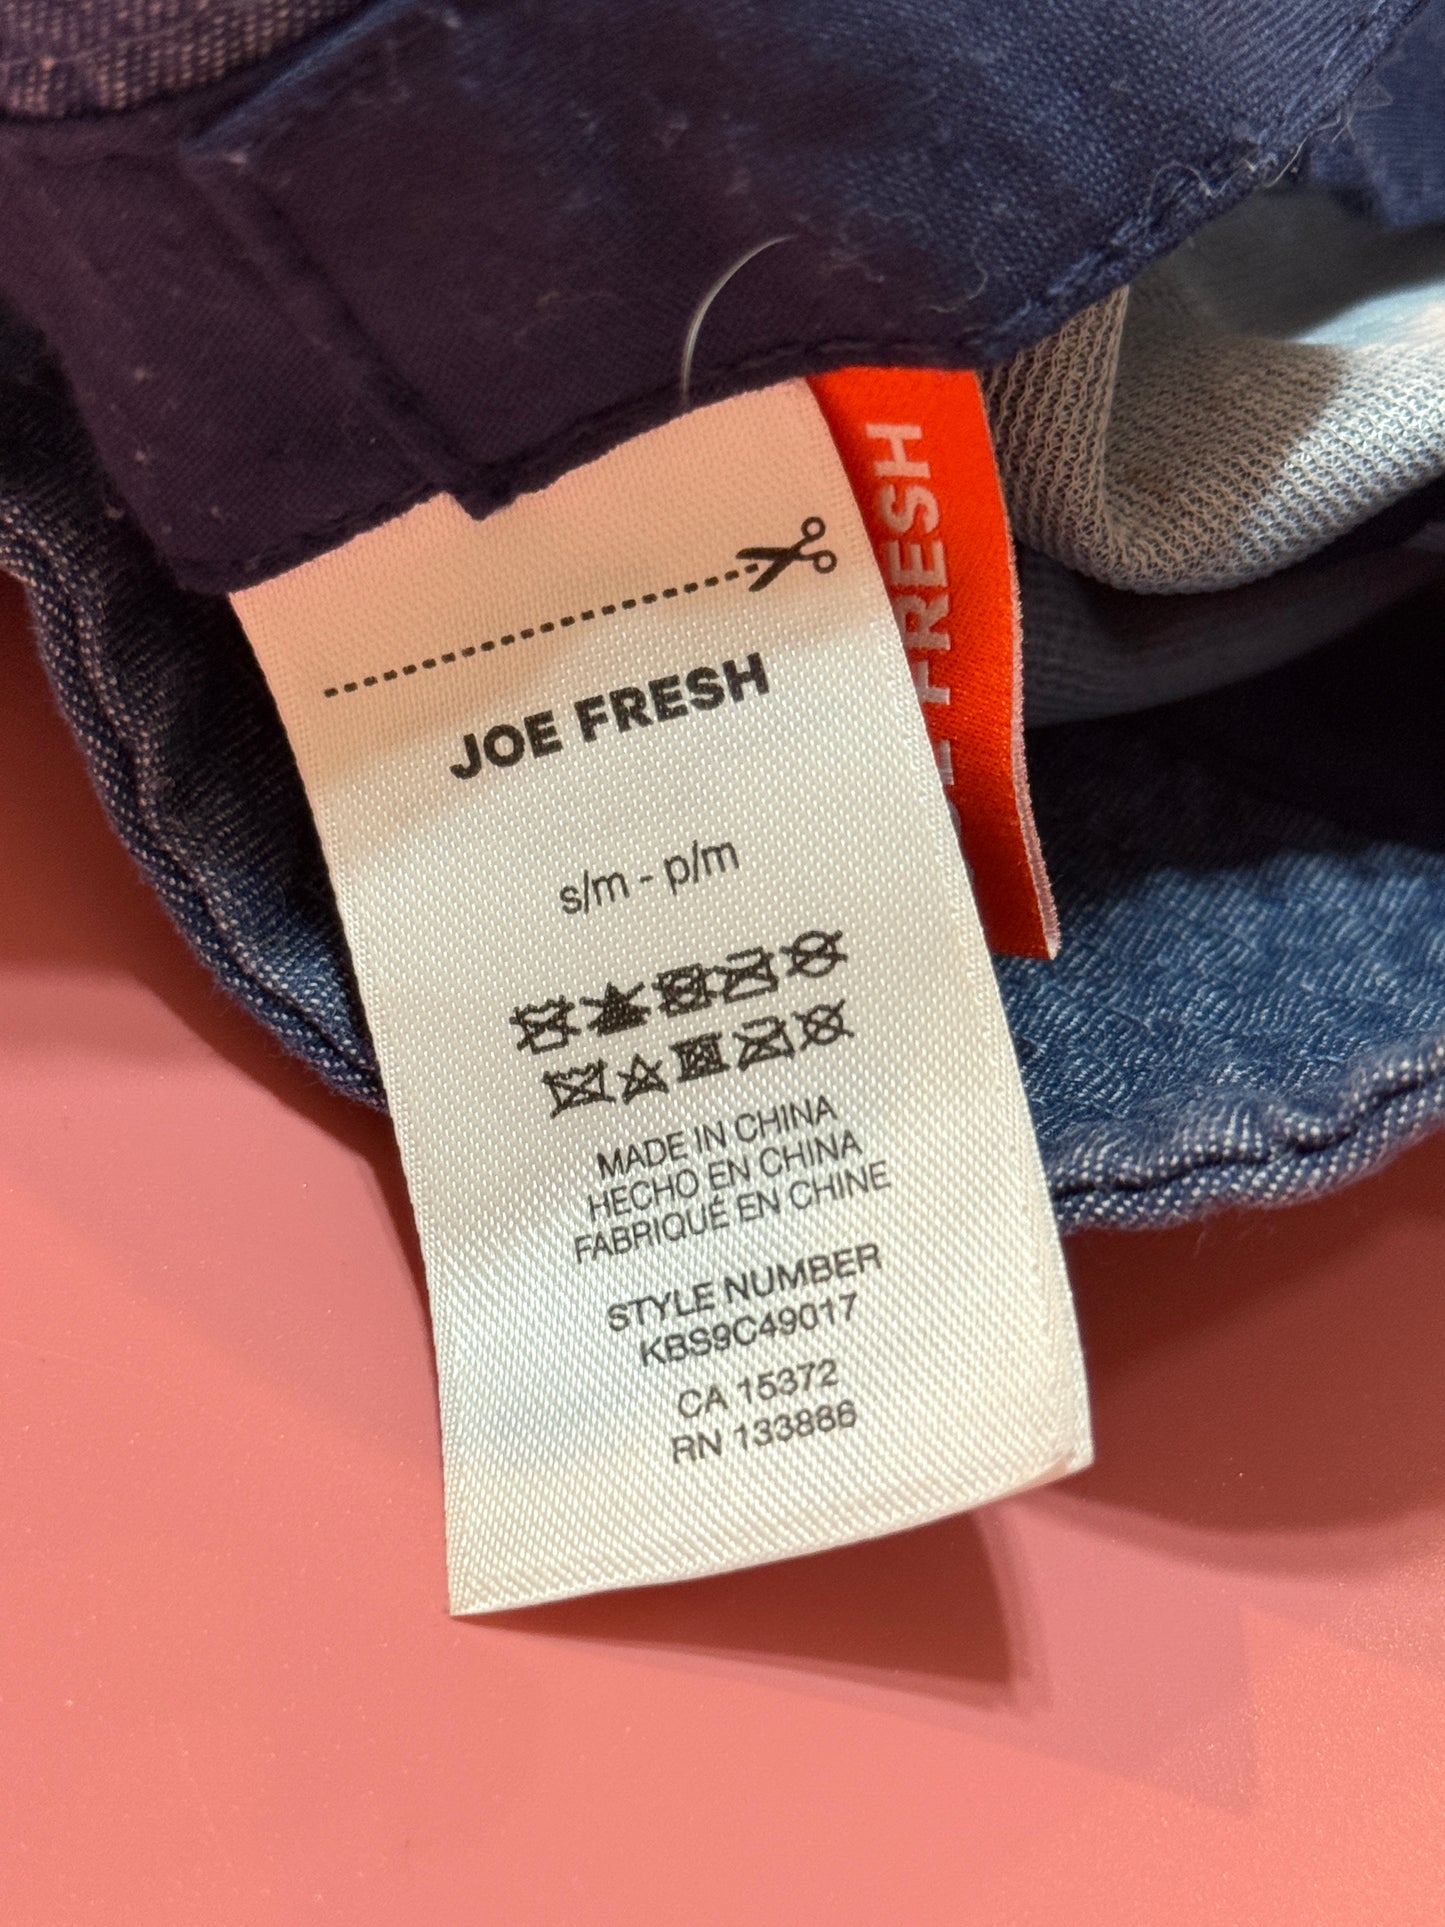 JOE FRESH
s/m - p/m
MADE IN CHINA
HECHO EN CHINA
FABRIQUÉ EN CHINE
STYLE NUMBER
KBS9C49017
CA 15372
RN 133886
FRESH